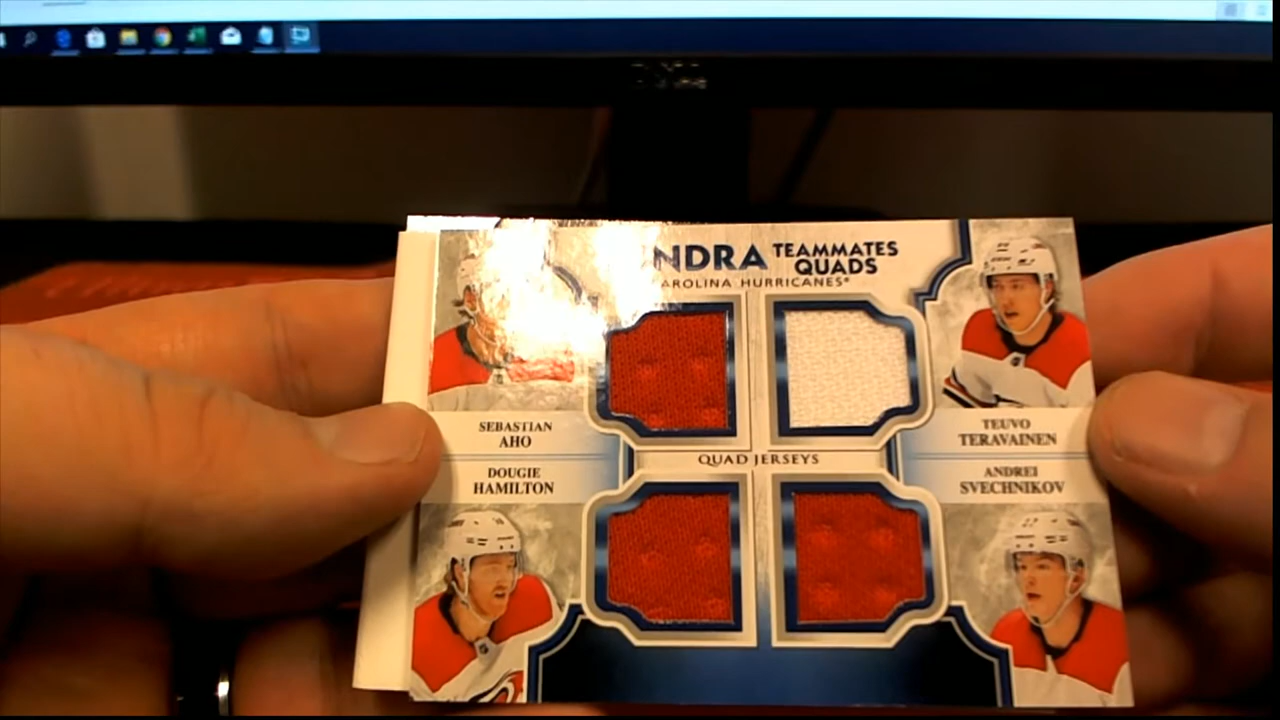 NDRA TEAMMATES QUADS
AROLINA HURRICANES®
SEBASTIAN
AHO
TEUVO
TERAVAINEN
QUAD JERSEYS
DOUGIE
HAMILTON
ANDREI
SVECHNIKOV